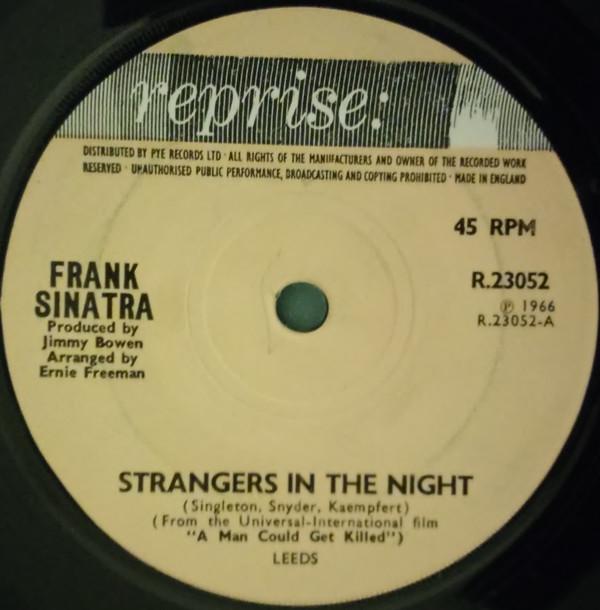 reprise:
DISTRIBUTED BY PYE RECORDS LTD · ALL RIGHTS OF THE MANUFACTURERS AND OWNER OF THE RECORDED WORK
RESERVED · UNAUTHORISED PUBLIC PERFORMANCE, BROADCASTING AND COPYING PROHIBITED · MADE IN ENGLAND
45 RPM
FRANK
SINATRA
Produced by
Jimmy Bowen
Arranged by
Ernie Freeman
R.23052
Ⓟ 1966
R.23052-A
STRANGERS IN THE NIGHT
(Singleton, Snyder, Kaempfert)
(From the Universal-International film
"A Man Could Get Killed")
LEEDS